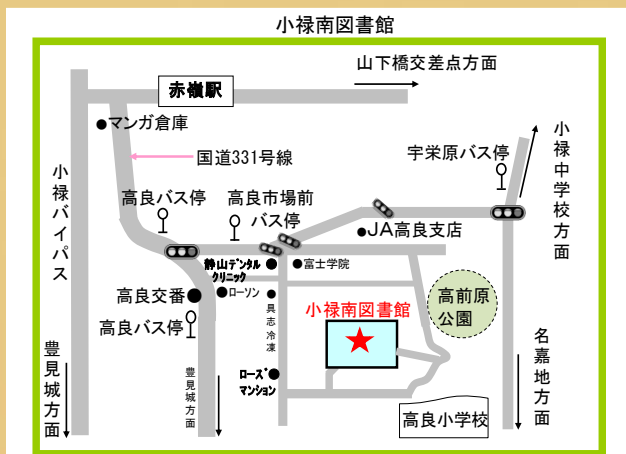 小禄南図書館
山下橋交差点方面
赤嶺駅
マンガ倉庫
国道331号線
宇栄原バス停
小禄中学校方面
小禄バイパス
高良バス停
高良市場前
バス停
JA高良支店
静山デンタル
クリニック
富士学院
高良交番
ローソン
具志冷凍
小禄南図書館
高前原
公園
高良バス停
豊見城方面
豊見城方面
ローズ
マンション
高良小学校
名嘉地方面